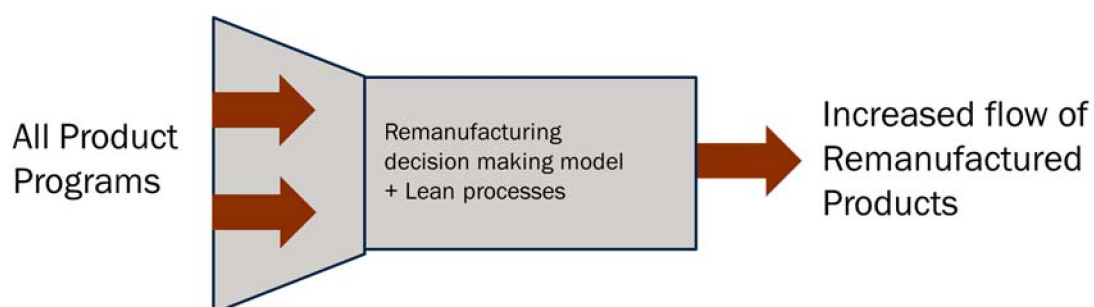 All Product
Programs
Remanufacturing
decision making model
+ Lean processes
Increased flow of
Remanufactured
Products